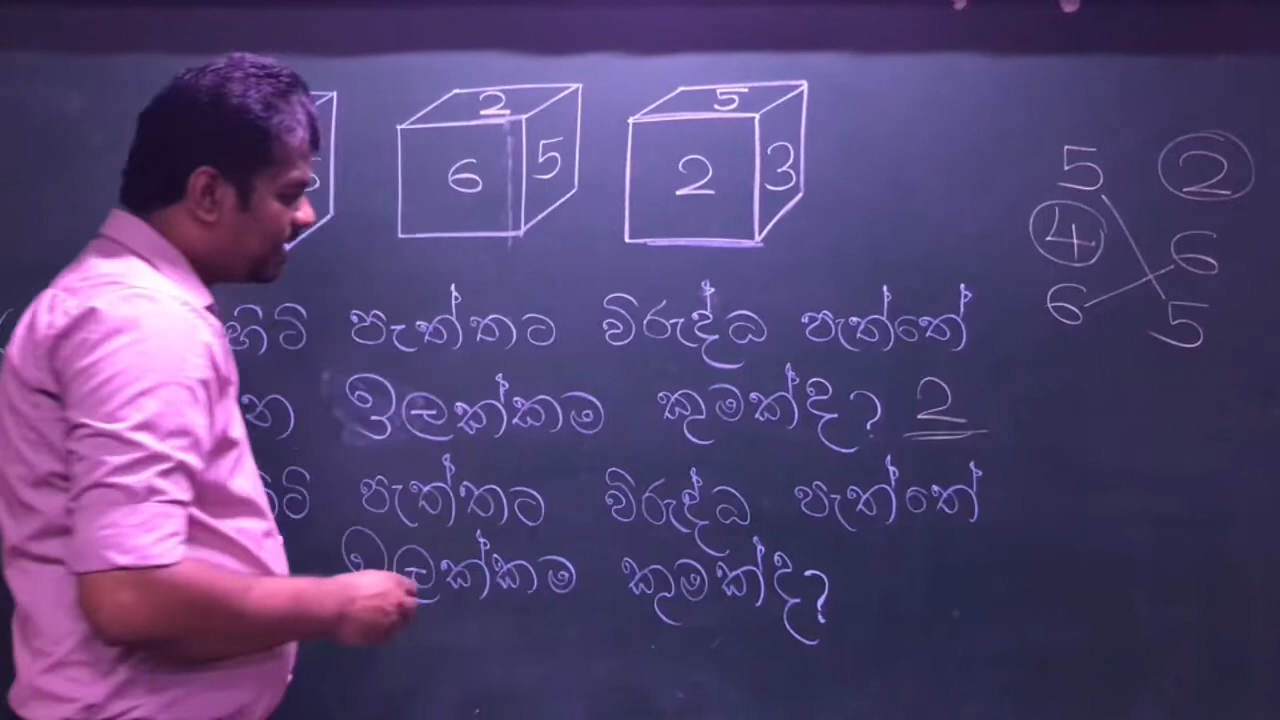 2 5
6 5 2 3
5 2
4 6
6 5
හිටි පැත්තට විරුද්ධ පැත්තේ
ඉලක්කම කුමක්ද? 2
පැත්තට විරුද්ධ පැත්තේ
ඉලක්කම කුමක්ද?